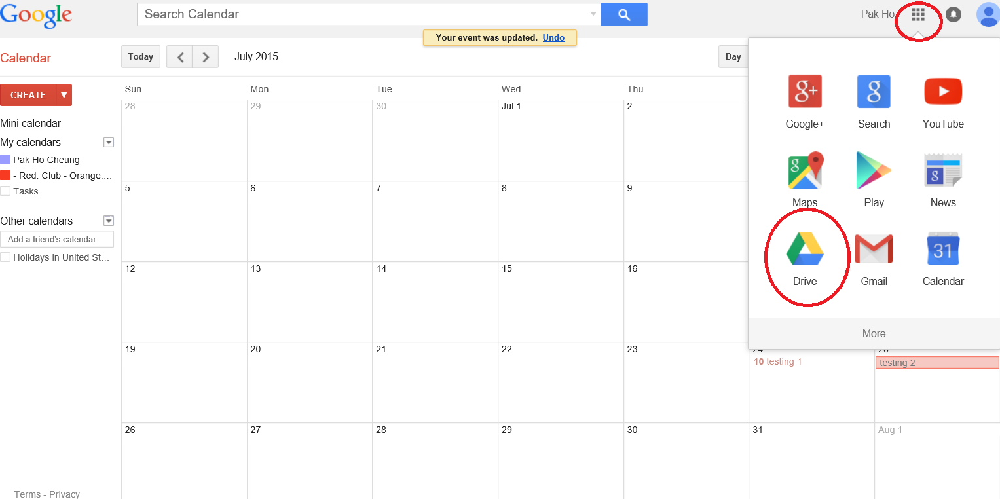 Google
Search Calendar
Pak Ho
Your event was updated. Undo
Calendar
Today
July 2015
Day
CREATE
Mini calendar
My calendars
Pak Ho Cheung
- Red: Club - Orange:...
Tasks
Other calendars
Add a friend's calendar
Holidays in United St...
Sun Mon Tue Wed Thu
28 29 30 Jul 1 2
5 6 7 8 9
12 13 14 15 16
19 20 21 22 23 24 25
10 testing 1 testing 2
26 27 28 29 30 31 Aug 1
g+ g
Google+ Search YouTube
g g
Maps Play News
31
Drive Gmail Calendar
More
Terms - Privacy